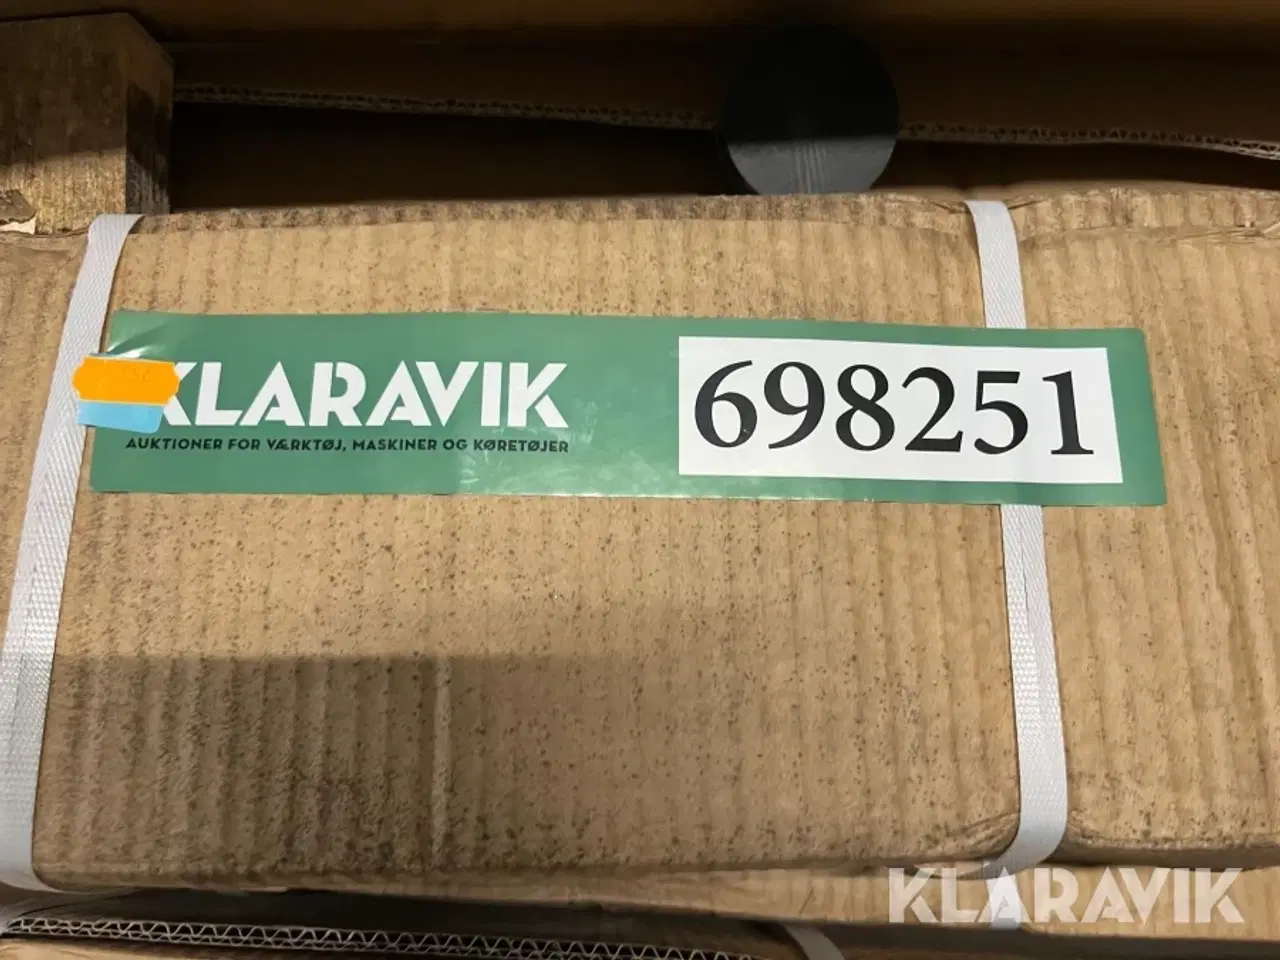 KLARAVIK
AUKTIONER FOR VÆRKTØJ, MASKINER OG KØRETØJER
698251
KLARAVIK